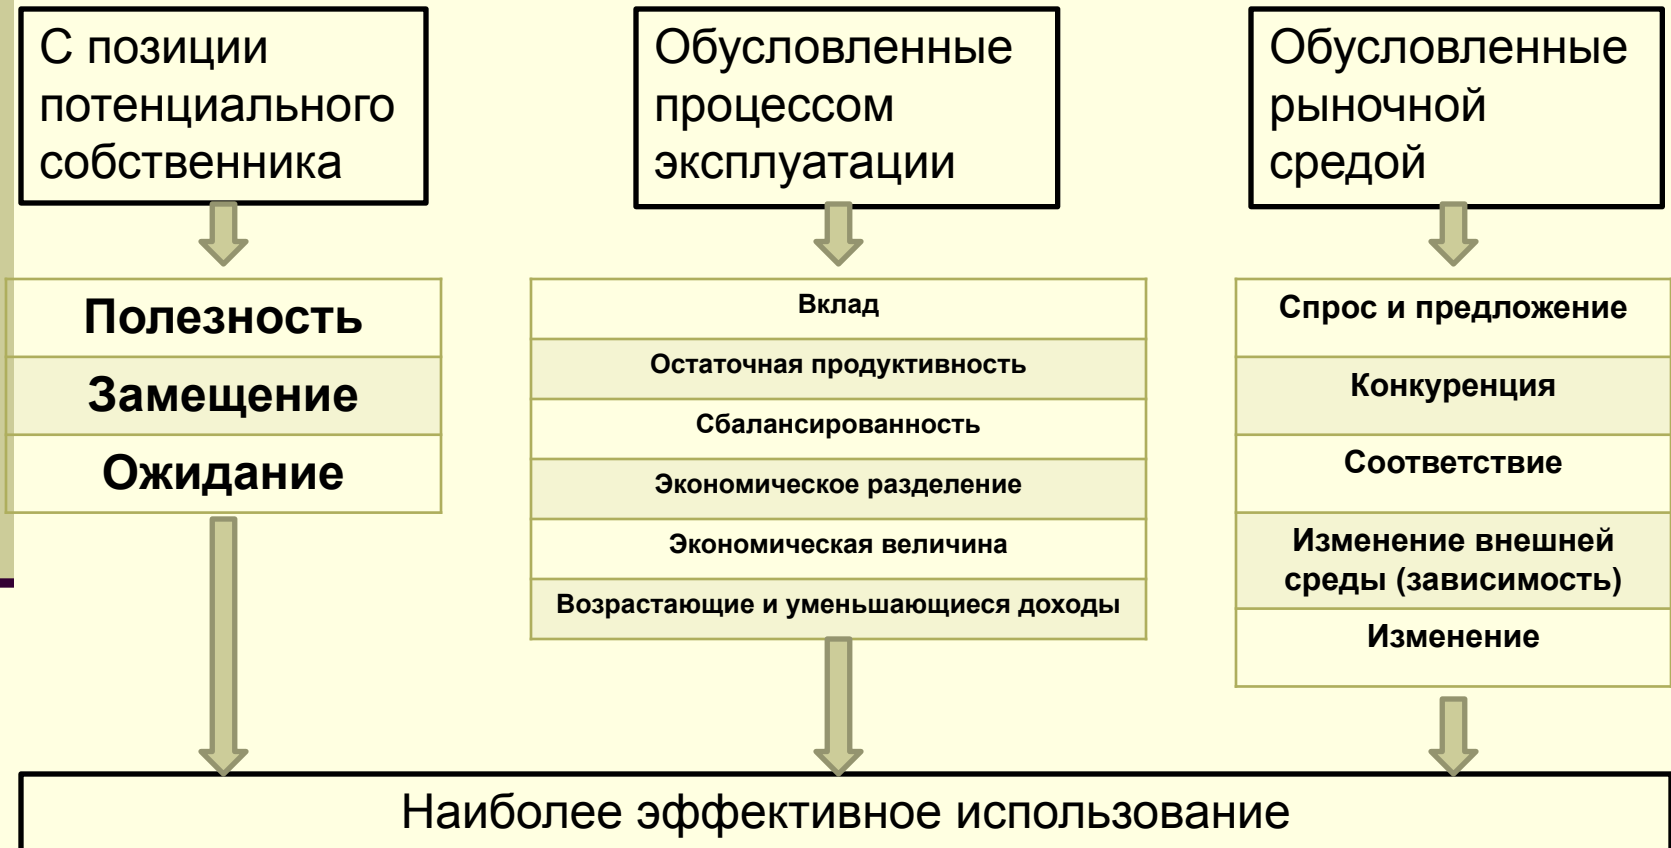 С позиции
потенциального
собственника
Полезность
Замещение
Ожидание
Обусловленные
процессом
эксплуатации
Вклад
Остаточная продуктивность
Сбалансированность
Экономическое разделение
Экономическая величина
Возрастающие и уменьшающиеся доходы
Обусловленные
рыночной
средой
Спрос и предложение
Конкуренция
Соответствие
Изменение внешней
среды (зависимость)
Изменение
Наиболее эффективное использование